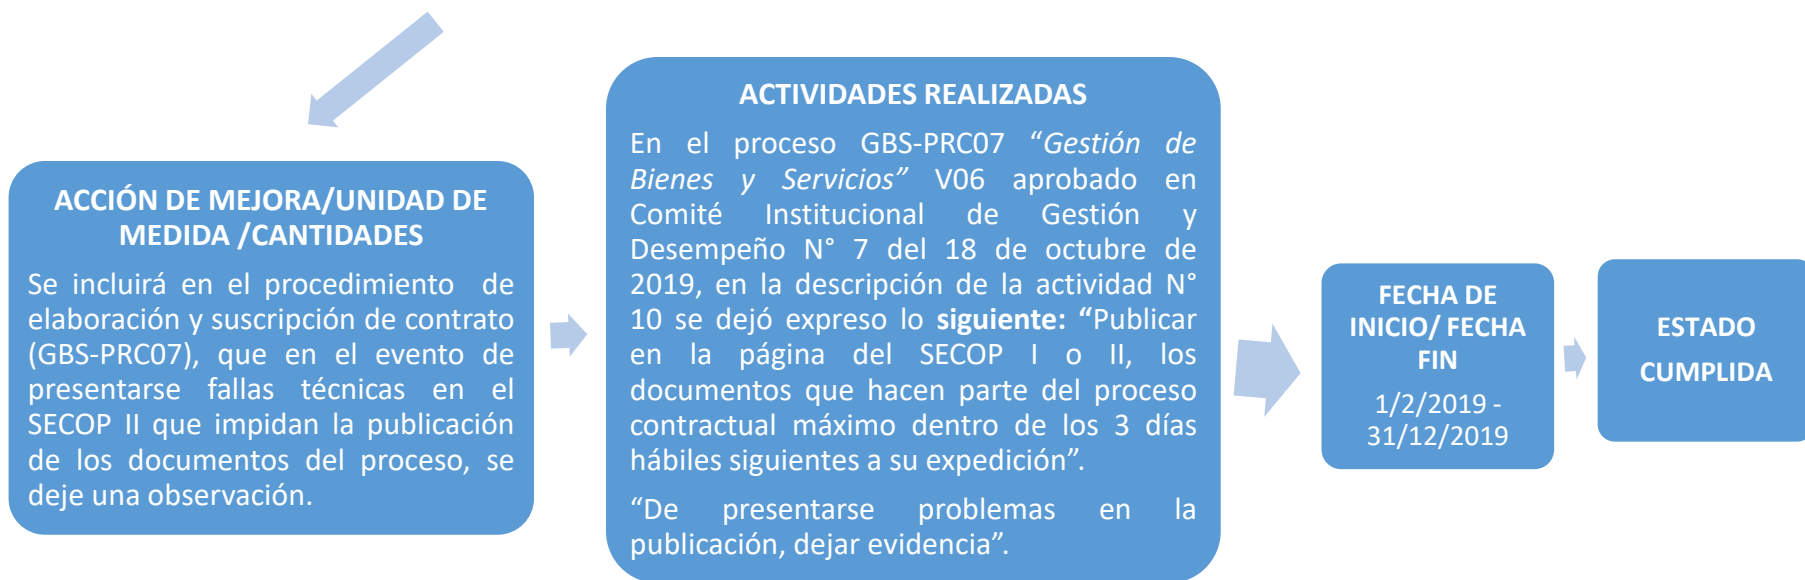 ACCIÓN DE MEJORA/UNIDAD DE
MEDIDA /CANTIDADES
Se incluirá en el procedimiento de
elaboración y suscripción de contrato
(GBS-PRC07), que en el evento de
presentarse fallas técnicas en el
SECOP II que impidan la publicación
de los documentos del proceso, se
deje una observación.
ACTIVIDADES REALIZADAS
En el proceso GBS-PRC07 “Gestión de
Bienes y Servicios” V06 aprobado en
Comité Institucional de Gestión y
Desempeño N° 7 del 18 de octubre de
2019, en la descripción de la actividad N°
10 se dejó expreso lo siguiente: “Publicar
en la página del SECOP I o II, los
documentos que hacen parte del proceso
contractual máximo dentro de los 3 días
hábiles siguientes a su expedición”.
“De presentarse problemas en la
publicación, dejar evidencia”.
FECHA DE
INICIO/ FECHA
FIN
1/2/2019 -
31/12/2019
ESTADO
CUMPLIDA